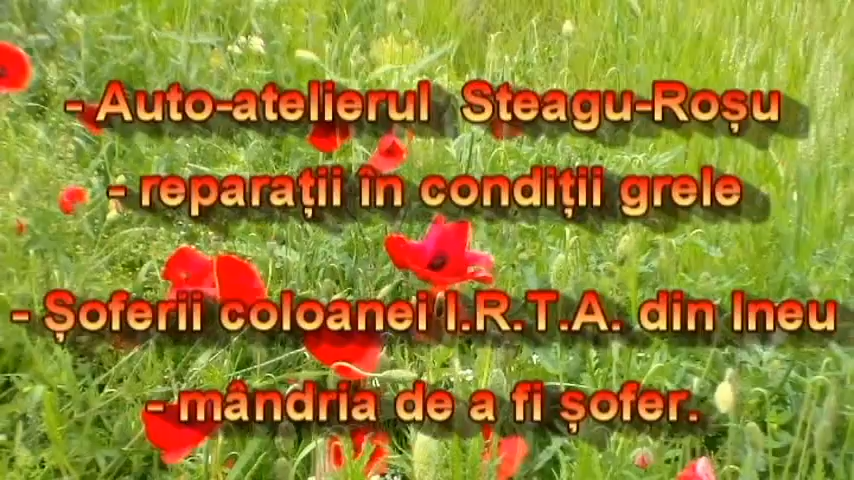 - Auto-atelierul Steagu-Roșu
- reparații în condiții grele
- Șoferii coloanei I.R.T.A. din Ineu
- mândria de a fi șofer.